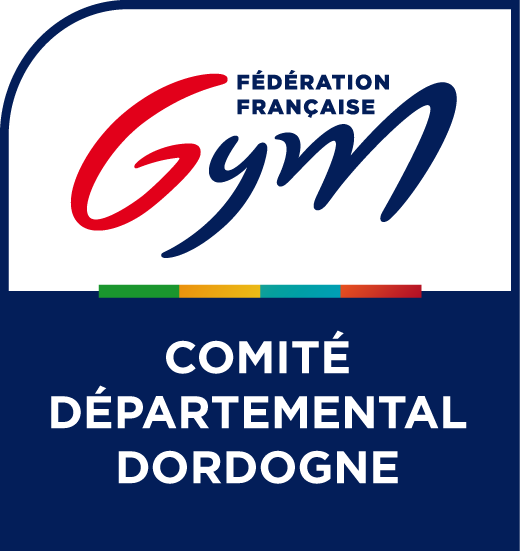 FÉDÉRATION
FRANÇAISE
Gym
COMITÉ
DÉPARTEMENTAL
DORDOGNE